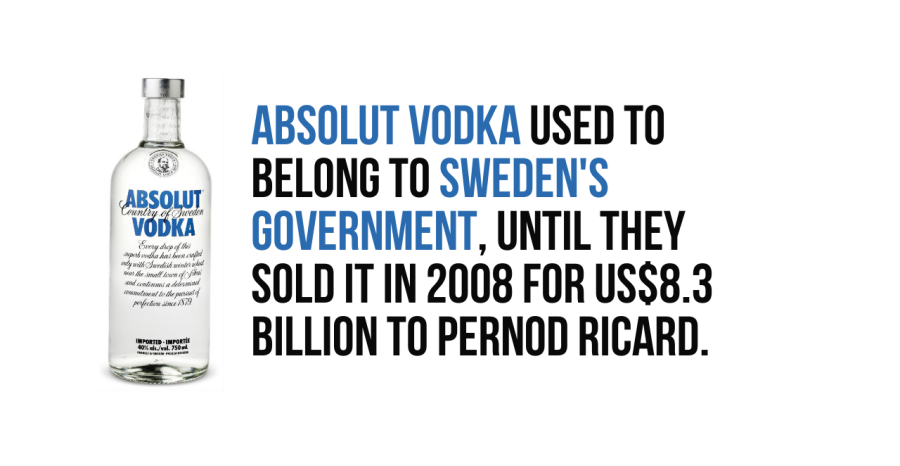 ABSOLUT VODKA USED TO
BELONG TO SWEDEN'S
GOVERNMENT, UNTIL THEY
SOLD IT IN 2008 FOR US$8.3
BILLION TO PERNOD RICARD.
ABSOLUT
Country of Sweden
VODKA
Every drop of this
superb vodka has been crafted
only with Swedish winter wheat
near the small town of Åhus
and continues a determined
commitment to the pursuit of
perfection since 1879.
IMPORTED · IMPORTÉE
40% alc./vol. 750 ml.